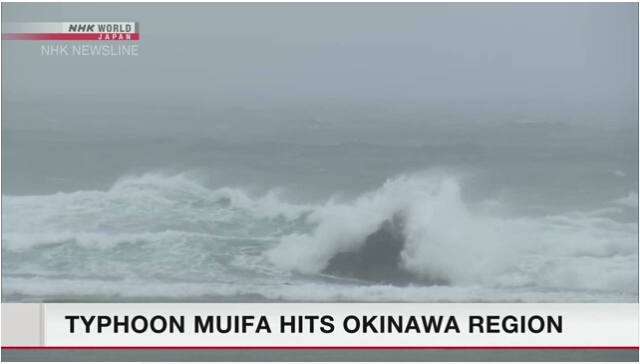 NHK WORLD
JAPAN
NHK NEWSLINE
TYPHOON MUIFA HITS OKINAWA REGION